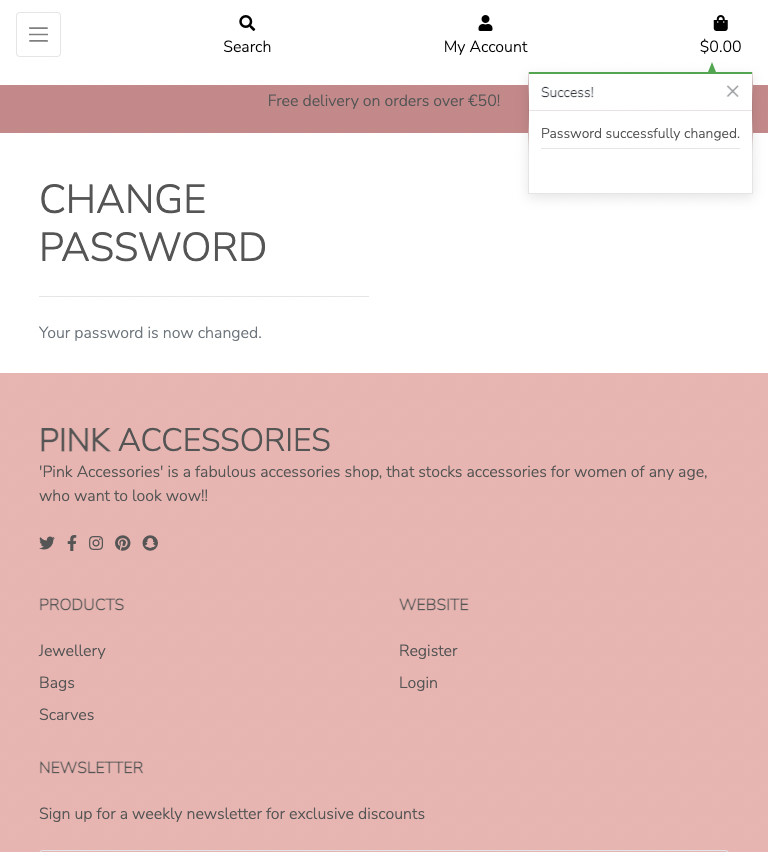 Search
My Account
$0.00
Free delivery on orders over €50!
Success!
Password successfully changed.
CHANGE
PASSWORD
Your password is now changed.
PINK ACCESSORIES
'Pink Accessories' is a fabulous accessories shop, that stocks accessories for women of any age,
who want to look wow!!
PRODUCTS
Jewellery
Bags
Scarves
WEBSITE
Register
Login
NEWSLETTER
Sign up for a weekly newsletter for exclusive discounts